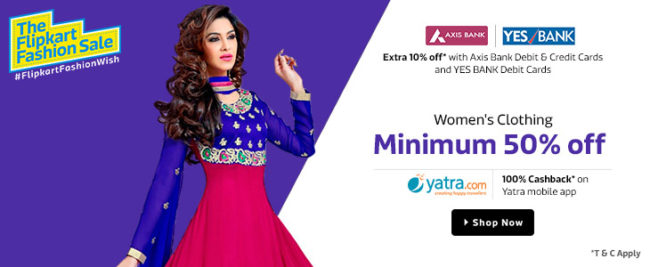 The
Flipkart
Fashion Sale
#FlipkartFashionWish
AXIS BANK
YES BANK
Extra 10% off* with Axis Bank Debit & Credit Cards
and YES BANK Debit Cards
Women's Clothing
Minimum 50% off
yatra.com
creating happy travellers
100% Cashback* on
Yatra mobile app
Shop Now
*T & C Apply